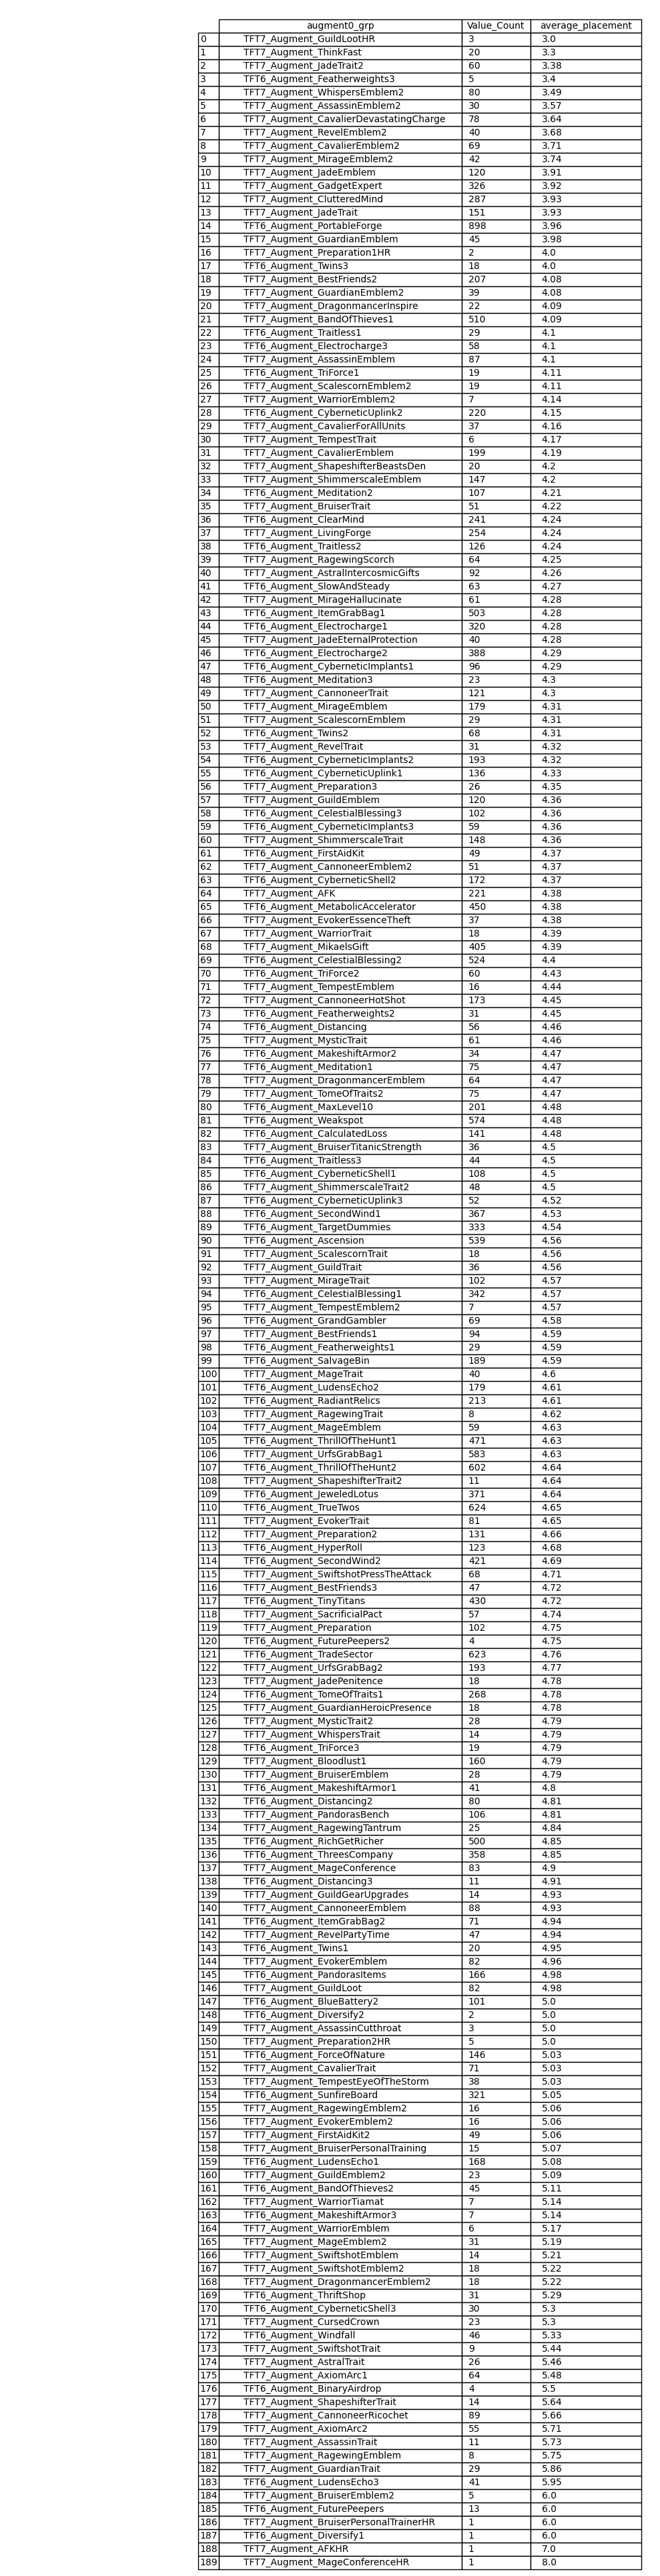 augment0_grp Value_Count average_placement
0 TFT7_Augment_GuildLootHR 3 3.0
1 TFT7_Augment_ThinkFast 20 3.3
2 TFT7_Augment_JadeTrait2 60 3.38
3 TFT6_Augment_Featherweights3 5 3.4
4 TFT7_Augment_WhispersEmblem2 80 3.49
5 TFT7_Augment_AssassinEmblem2 30 3.57
6 TFT7_Augment_CavalierDevastatingCharge 78 3.64
7 TFT7_Augment_RevelEmblem2 40 3.68
8 TFT7_Augment_CavalierEmblem2 69 3.71
9 TFT7_Augment_MirageEmblem2 42 3.74
10 TFT7_Augment_JadeEmblem 120 3.91
11 TFT7_Augment_GadgetExpert 326 3.92
12 TFT7_Augment_ClutteredMind 287 3.93
13 TFT7_Augment_JadeTrait 151 3.93
14 TFT6_Augment_PortableForge 898 3.96
15 TFT7_Augment_GuardianEmblem 45 3.98
16 TFT7_Augment_Preparation1HR 2 4.0
17 TFT6_Augment_Twins3 18 4.0
18 TFT7_Augment_BestFriends2 207 4.08
19 TFT7_Augment_GuardianEmblem2 39 4.08
20 TFT7_Augment_DragonmancerInspire 22 4.09
21 TFT7_Augment_BandOfThieves1 510 4.09
22 TFT6_Augment_Traitless1 29 4.1
23 TFT6_Augment_Electrocharge3 58 4.1
24 TFT7_Augment_AssassinEmblem 87 4.1
25 TFT6_Augment_TriForce1 19 4.11
26 TFT7_Augment_ScalescornEmblem2 19 4.11
27 TFT7_Augment_WarriorEmblem2 7 4.14
28 TFT6_Augment_CyberneticUplink2 220 4.15
29 TFT7_Augment_CavalierForAllUnits 37 4.16
30 TFT7_Augment_TempestTrait 6 4.17
31 TFT7_Augment_CavalierEmblem 199 4.19
32 TFT7_Augment_ShapeshifterBeastsDen 20 4.2
33 TFT7_Augment_ShimmerscaleEmblem 147 4.2
34 TFT6_Augment_Meditation2 107 4.21
35 TFT7_Augment_BruiserTrait 51 4.22
36 TFT6_Augment_ClearMind 241 4.24
37 TFT7_Augment_LivingForge 254 4.24
38 TFT6_Augment_Traitless2 126 4.24
39 TFT7_Augment_RagewingScorch 64 4.25
40 TFT7_Augment_AstralIntercosmicGifts 92 4.26
41 TFT6_Augment_SlowAndSteady 63 4.27
42 TFT7_Augment_MirageHallucinate 61 4.28
43 TFT6_Augment_ItemGrabBag1 503 4.28
44 TFT6_Augment_Electrocharge1 320 4.28
45 TFT7_Augment_JadeEternalProtection 40 4.28
46 TFT6_Augment_Electrocharge2 388 4.29
47 TFT6_Augment_CyberneticImplants1 96 4.29
48 TFT6_Augment_Meditation3 23 4.3
49 TFT7_Augment_CannoneerTrait 121 4.3
50 TFT7_Augment_MirageEmblem 179 4.31
51 TFT7_Augment_ScalescornEmblem 29 4.31
52 TFT6_Augment_Twins2 68 4.31
53 TFT7_Augment_RevelTrait 31 4.32
54 TFT6_Augment_CyberneticImplants2 193 4.32
55 TFT6_Augment_CyberneticUplink1 136 4.33
56 TFT7_Augment_Preparation3 26 4.35
57 TFT7_Augment_GuildEmblem 120 4.36
58 TFT6_Augment_CelestialBlessing3 102 4.36
59 TFT6_Augment_CyberneticImplants3 59 4.36
60 TFT7_Augment_ShimmerscaleTrait 148 4.36
61 TFT6_Augment_FirstAidKit 49 4.37
62 TFT7_Augment_CannoneerEmblem2 51 4.37
63 TFT6_Augment_CyberneticShell2 172 4.37
64 TFT7_Augment_AFK 221 4.38
65 TFT6_Augment_MetabolicAccelerator 450 4.38
66 TFT7_Augment_EvokerEssenceTheft 37 4.38
67 TFT7_Augment_WarriorTrait 18 4.39
68 TFT7_Augment_MikaelsGift 405 4.39
69 TFT6_Augment_CelestialBlessing2 524 4.4
70 TFT6_Augment_TriForce2 60 4.43
71 TFT7_Augment_TempestEmblem 16 4.44
72 TFT7_Augment_CannoneerHotShot 173 4.45
73 TFT6_Augment_Featherweights2 31 4.45
74 TFT6_Augment_Distancing 56 4.46
75 TFT7_Augment_MysticTrait 61 4.46
76 TFT6_Augment_MakeshiftArmor2 34 4.47
77 TFT6_Augment_Meditation1 75 4.47
78 TFT7_Augment_DragonmancerEmblem 64 4.47
79 TFT6_Augment_TomeOfTraits2 75 4.47
80 TFT6_Augment_MaxLevel10 201 4.48
81 TFT6_Augment_Weakspot 574 4.48
82 TFT6_Augment_CalculatedLoss 141 4.48
83 TFT7_Augment_BruiserTitanicStrength 36 4.5
84 TFT6_Augment_Traitless3 44 4.5
85 TFT6_Augment_CyberneticShell1 108 4.5
86 TFT7_Augment_ShimmerscaleTrait2 48 4.5
87 TFT6_Augment_CyberneticUplink3 52 4.52
88 TFT6_Augment_SecondWind1 367 4.53
89 TFT6_Augment_TargetDummies 333 4.54
90 TFT6_Augment_Ascension 539 4.56
91 TFT7_Augment_ScalescornTrait 18 4.56
92 TFT7_Augment_GuildTrait 36 4.56
93 TFT7_Augment_MirageTrait 102 4.57
94 TFT6_Augment_CelestialBlessing1 342 4.57
95 TFT7_Augment_TempestEmblem2 7 4.57
96 TFT6_Augment_GrandGambler 69 4.58
97 TFT7_Augment_BestFriends1 94 4.59
98 TFT6_Augment_Featherweights1 29 4.59
99 TFT6_Augment_SalvageBin 189 4.59
100 TFT7_Augment_MageTrait 40 4.6
101 TFT6_Augment_LudensEcho2 179 4.61
102 TFT6_Augment_RadiantRelics 213 4.61
103 TFT7_Augment_RagewingTrait 8 4.62
104 TFT7_Augment_MageEmblem 59 4.63
105 TFT6_Augment_ThrillOfTheHunt1 471 4.63
106 TFT7_Augment_UrfsGrabBag1 583 4.63
107 TFT6_Augment_ThrillOfTheHunt2 602 4.64
108 TFT7_Augment_ShapeshifterTrait2 11 4.64
109 TFT6_Augment_JeweledLotus 371 4.64
110 TFT6_Augment_TrueTwos 624 4.65
111 TFT7_Augment_EvokerTrait 81 4.65
112 TFT7_Augment_Preparation2 131 4.66
113 TFT6_Augment_HyperRoll 123 4.68
114 TFT6_Augment_SecondWind2 421 4.69
115 TFT7_Augment_SwiftshotPressTheAttack 68 4.71
116 TFT7_Augment_BestFriends3 47 4.72
117 TFT6_Augment_TinyTitans 430 4.72
118 TFT7_Augment_SacrificialPact 57 4.74
119 TFT7_Augment_Preparation 102 4.75
120 TFT7_Augment_FuturePeepers2 4 4.75
121 TFT6_Augment_TradeSector 623 4.76
122 TFT7_Augment_UrfsGrabBag2 193 4.77
123 TFT7_Augment_JadePenitence 18 4.78
124 TFT6_Augment_TomeOfTraits1 268 4.78
125 TFT7_Augment_GuardianHeroicPresence 18 4.78
126 TFT7_Augment_MysticTrait2 28 4.79
127 TFT7_Augment_WhispersTrait 14 4.79
128 TFT6_Augment_TriForce3 19 4.79
129 TFT7_Augment_Bloodlust1 160 4.79
130 TFT7_Augment_BruiserEmblem 28 4.79
131 TFT6_Augment_MakeshiftArmor1 41 4.8
132 TFT6_Augment_Distancing2 80 4.81
133 TFT7_Augment_PandorasBench 106 4.81
134 TFT7_Augment_RagewingTantrum 25 4.84
135 TFT6_Augment_RichGetRicher 500 4.85
136 TFT6_Augment_ThreesCompany 358 4.85
137 TFT7_Augment_MageConference 83 4.9
138 TFT6_Augment_Distancing3 11 4.91
139 TFT7_Augment_GuildGearUpgrades 14 4.93
140 TFT7_Augment_CannoneerEmblem 88 4.93
141 TFT6_Augment_ItemGrabBag2 71 4.94
142 TFT7_Augment_RevelPartyTime 47 4.94
143 TFT6_Augment_Twins1 20 4.95
144 TFT7_Augment_EvokerEmblem 82 4.96
145 TFT6_Augment_PandorasItems 166 4.98
146 TFT7_Augment_GuildLoot 82 4.98
147 TFT6_Augment_BlueBattery2 101 5.0
148 TFT6_Augment_Diversify2 2 5.0
149 TFT7_Augment_AssassinCutthroat 3 5.0
150 TFT7_Augment_Preparation2HR 5 5.0
151 TFT6_Augment_ForceOfNature 146 5.03
152 TFT7_Augment_CavalierTrait 71 5.03
153 TFT7_Augment_TempestEyeOfTheStorm 38 5.03
154 TFT6_Augment_SunfireBoard 321 5.05
155 TFT7_Augment_RagewingEmblem2 16 5.06
156 TFT7_Augment_EvokerEmblem2 16 5.06
157 TFT7_Augment_FirstAidKit2 49 5.06
158 TFT7_Augment_BruiserPersonalTraining 15 5.07
159 TFT6_Augment_LudensEcho1 168 5.08
160 TFT7_Augment_GuildEmblem2 23 5.09
161 TFT6_Augment_BandOfThieves2 45 5.11
162 TFT7_Augment_WarriorTiamat 7 5.14
163 TFT6_Augment_MakeshiftArmor3 7 5.14
164 TFT7_Augment_WarriorEmblem 6 5.17
165 TFT7_Augment_MageEmblem2 31 5.19
166 TFT7_Augment_SwiftshotEmblem 14 5.21
167 TFT7_Augment_SwiftshotEmblem2 18 5.22
168 TFT7_Augment_DragonmancerEmblem2 18 5.22
169 TFT6_Augment_ThriftShop 31 5.29
170 TFT6_Augment_CyberneticShell3 30 5.3
171 TFT7_Augment_CursedCrown 23 5.3
172 TFT6_Augment_Windfall 46 5.33
173 TFT7_Augment_SwiftshotTrait 9 5.44
174 TFT7_Augment_AstralTrait 26 5.46
175 TFT7_Augment_AxiomArc1 64 5.48
176 TFT6_Augment_BinaryAirdrop 4 5.5
177 TFT7_Augment_ShapeshifterTrait 14 5.64
178 TFT7_Augment_CannoneerRicochet 89 5.66
179 TFT7_Augment_AxiomArc2 55 5.71
180 TFT7_Augment_AssassinTrait 11 5.73
181 TFT7_Augment_RagewingEmblem 8 5.75
182 TFT7_Augment_GuardianTrait 29 5.86
183 TFT6_Augment_LudensEcho3 41 5.95
184 TFT7_Augment_BruiserEmblem2 5 6.0
185 TFT7_Augment_FuturePeepers 13 6.0
186 TFT7_Augment_BruiserPersonalTrainerHR 1 6.0
187 TFT6_Augment_Diversify1 1 6.0
188 TFT7_Augment_AFKHR 1 7.0
189 TFT7_Augment_MageConferenceHR 1 8.0